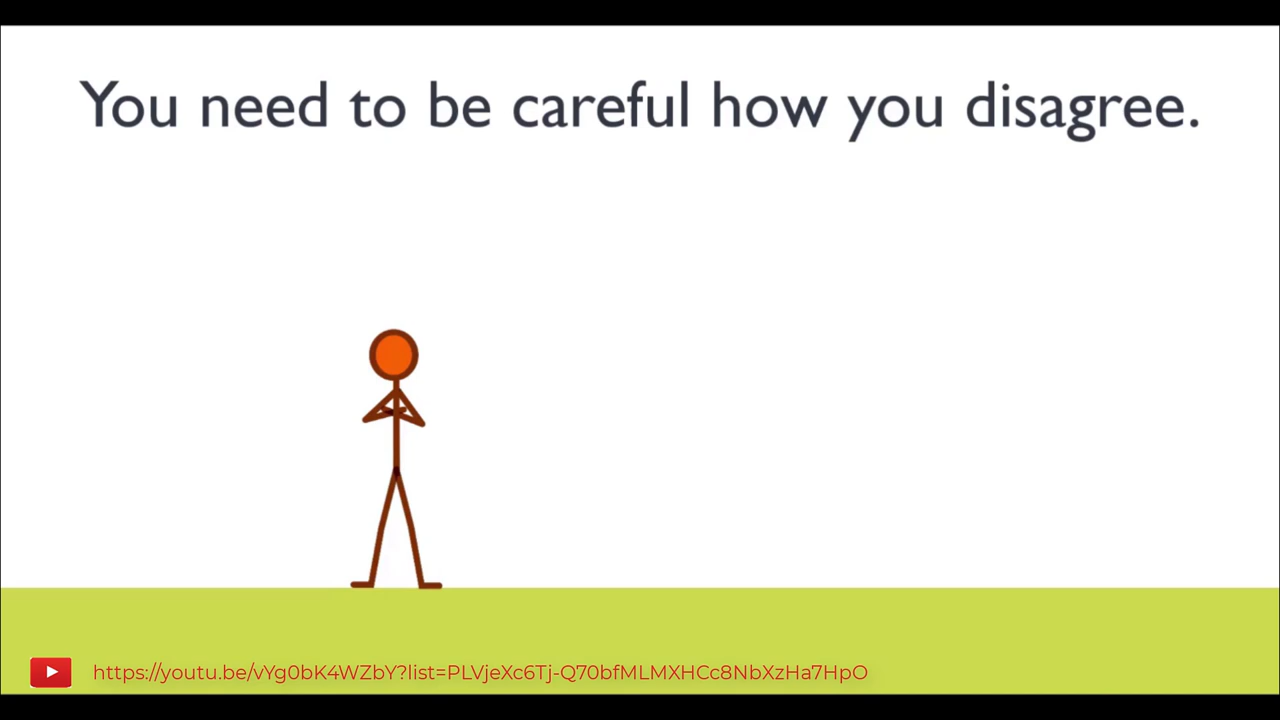 You need to be careful how you disagree.
https://youtu.be/vYg0bK4WZbY?list=PLVjeXc6Tj-Q70bfMLMXHCc8NbXzHa7HpO